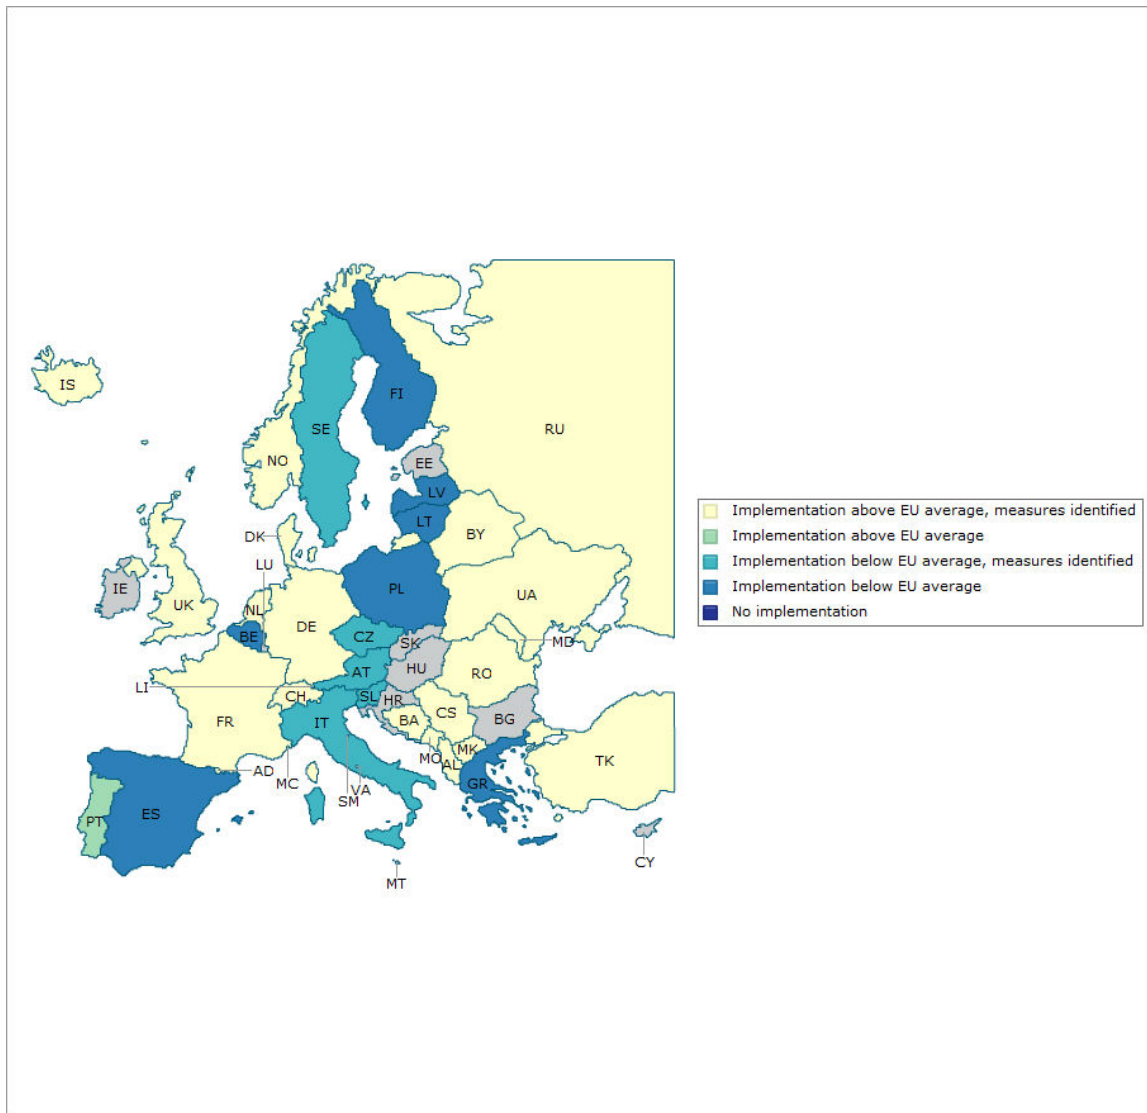 IS
FI
SE
RU
NO
EE
LV
LT
DK
BY
LU
IE
PL
UK
NL
UA
DE
BE
CZ
SK
MD
HU
AT
RO
LI
CH
SL
HR
BA
CS
FR
IT
BG
MK
MO
AL
TK
AD
MC
VA
SM
GR
ES
PT
CY
MT
Implementation above EU average, measures identified
Implementation above EU average
Implementation below EU average, measures identified
Implementation below EU average
No implementation